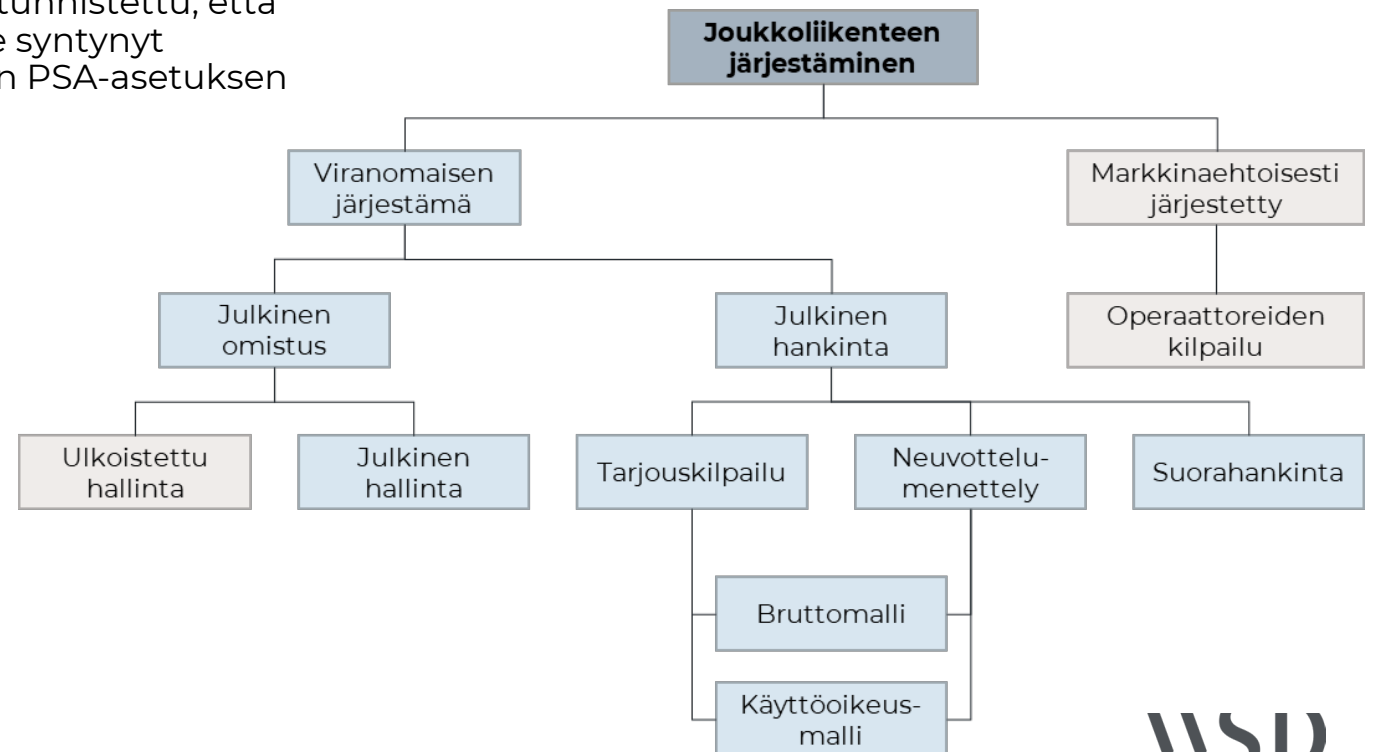 tunnistettu, että
e syntynyt
n PSA-asetuksen
Joukkoliikenteen
järjestäminen
Viranomaisen
järjestämä
Markkinaehtoisesti
järjestetty
Julkinen
omistus
Julkinen
hankinta
Operaattoreiden
kilpailu
Ulkoistettu
hallinta
Julkinen
hallinta
Tarjouskilpailu
Neuvottelu-
menettely
Suorahankinta
Bruttomalli
Käyttöoikeus-
malli